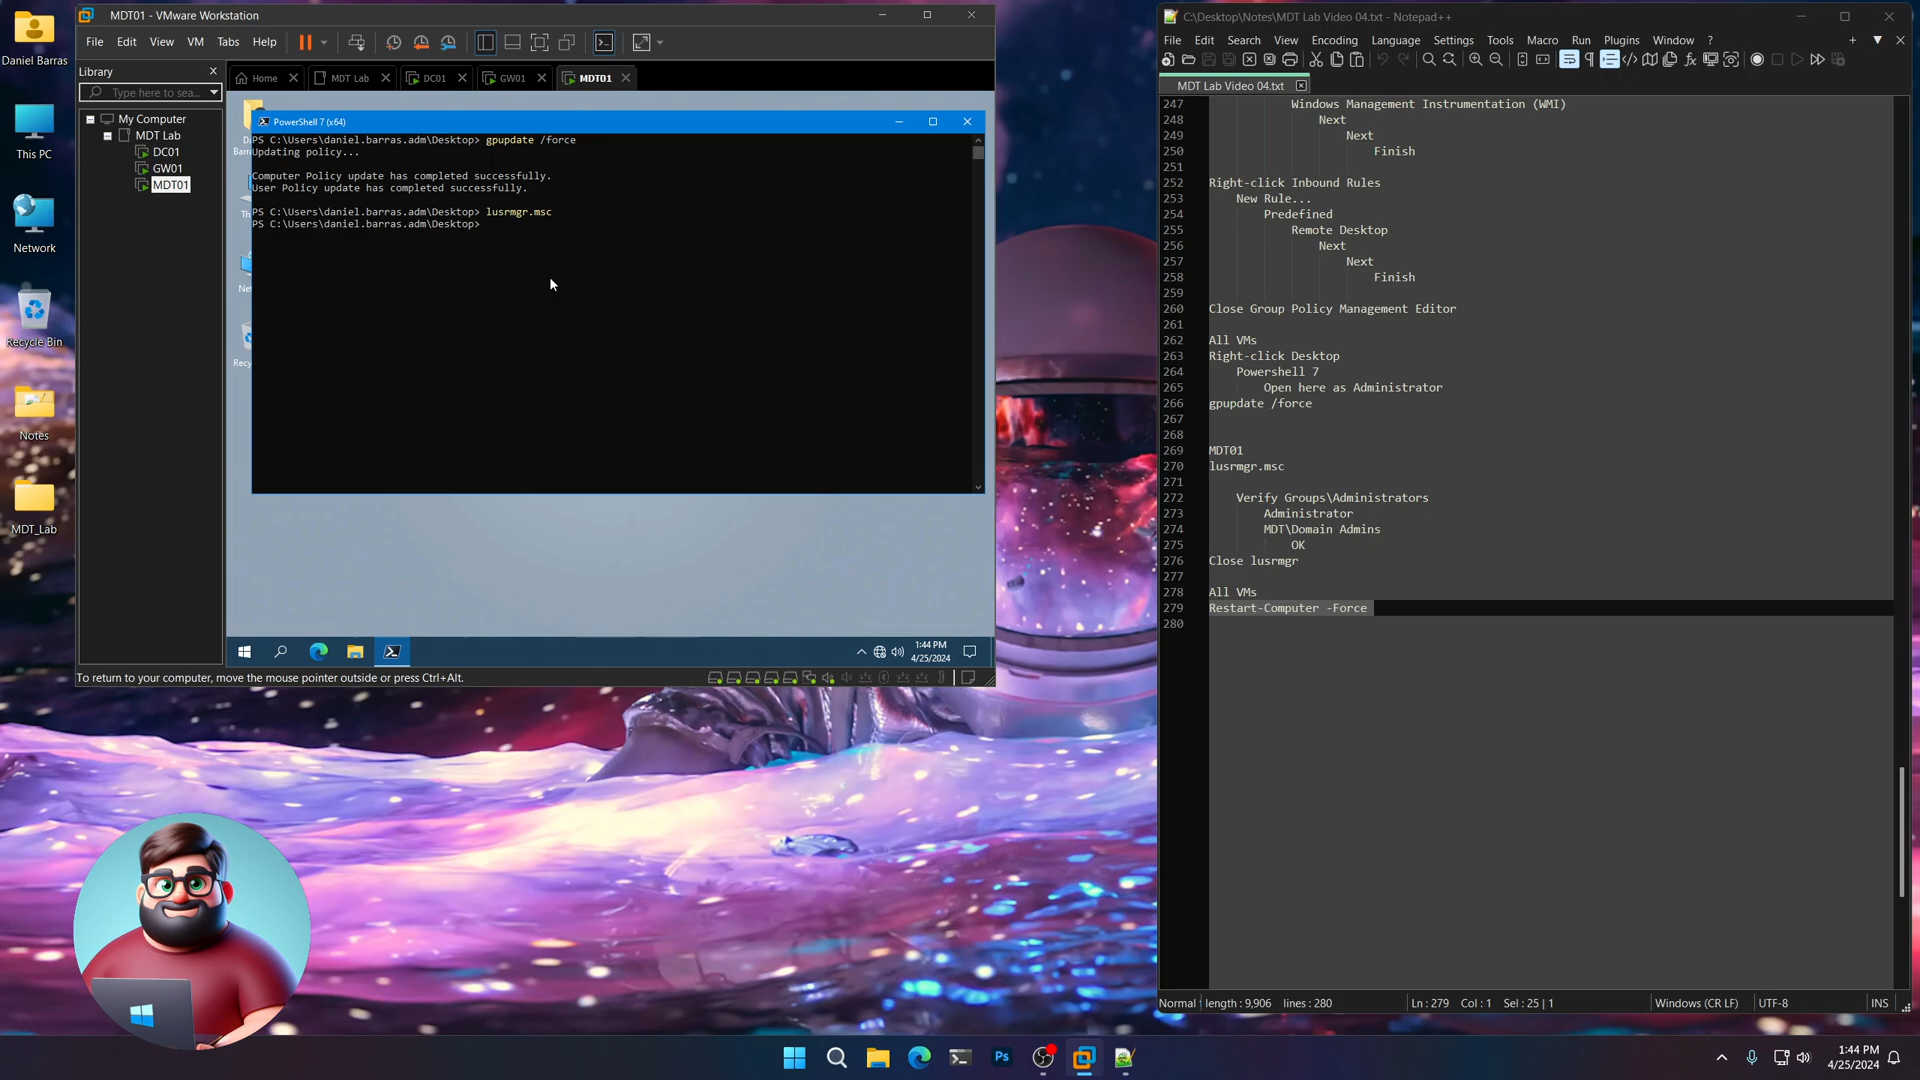 Daniel Barras
This PC
Network
Recycle Bin
Notes
MDT_Lab
MDT01 - VMware Workstation
File Edit View VM Tabs Help
Library
Type here to sea...
My Computer
MDT Lab
DC01
GW01
MDT01
Home
MDT Lab
DC01
GW01
MDT01
PowerShell 7 (x64)
PS C:\Users\daniel.barras.adm\Desktop> gpupdate /force
Updating policy...
Computer Policy update has completed successfully.
User Policy update has completed successfully.
PS C:\Users\daniel.barras.adm\Desktop> lusrmgr.msc
PS C:\Users\daniel.barras.adm\Desktop>
1:44 PM
4/25/2024
To return to your computer, move the mouse pointer outside or press Ctrl+Alt.
C:\Desktop\Notes\MDT Lab Video 04.txt - Notepad++
File Edit Search View Encoding Language Settings Tools Macro Run Plugins Window ?
MDT Lab Video 04.txt
247 Windows Management Instrumentation (WMI)
248 Next
249 Next
250 Finish
251
252 Right-click Inbound Rules
253 New Rule...
254 Predefined
255 Remote Desktop
256 Next
257 Next
258 Finish
259
260 Close Group Policy Management Editor
261
262 All VMs
263 Right-click Desktop
264 Powershell 7
265 Open here as Administrator
266 gpupdate /force
267
268
269 MDT01
270 lusrmgr.msc
271
272 Verify Groups\Administrators
273 Administrator
274 MDT\Domain Admins
275 OK
276 Close lusrmgr
277
278 All VMs
279 Restart-Computer -Force
280
Normal length : 9,906 lines : 280 Ln : 279 Col : 1 Sel : 25 | 1 Windows (CR LF) UTF-8 INS
Ps
1:44 PM
4/25/2024